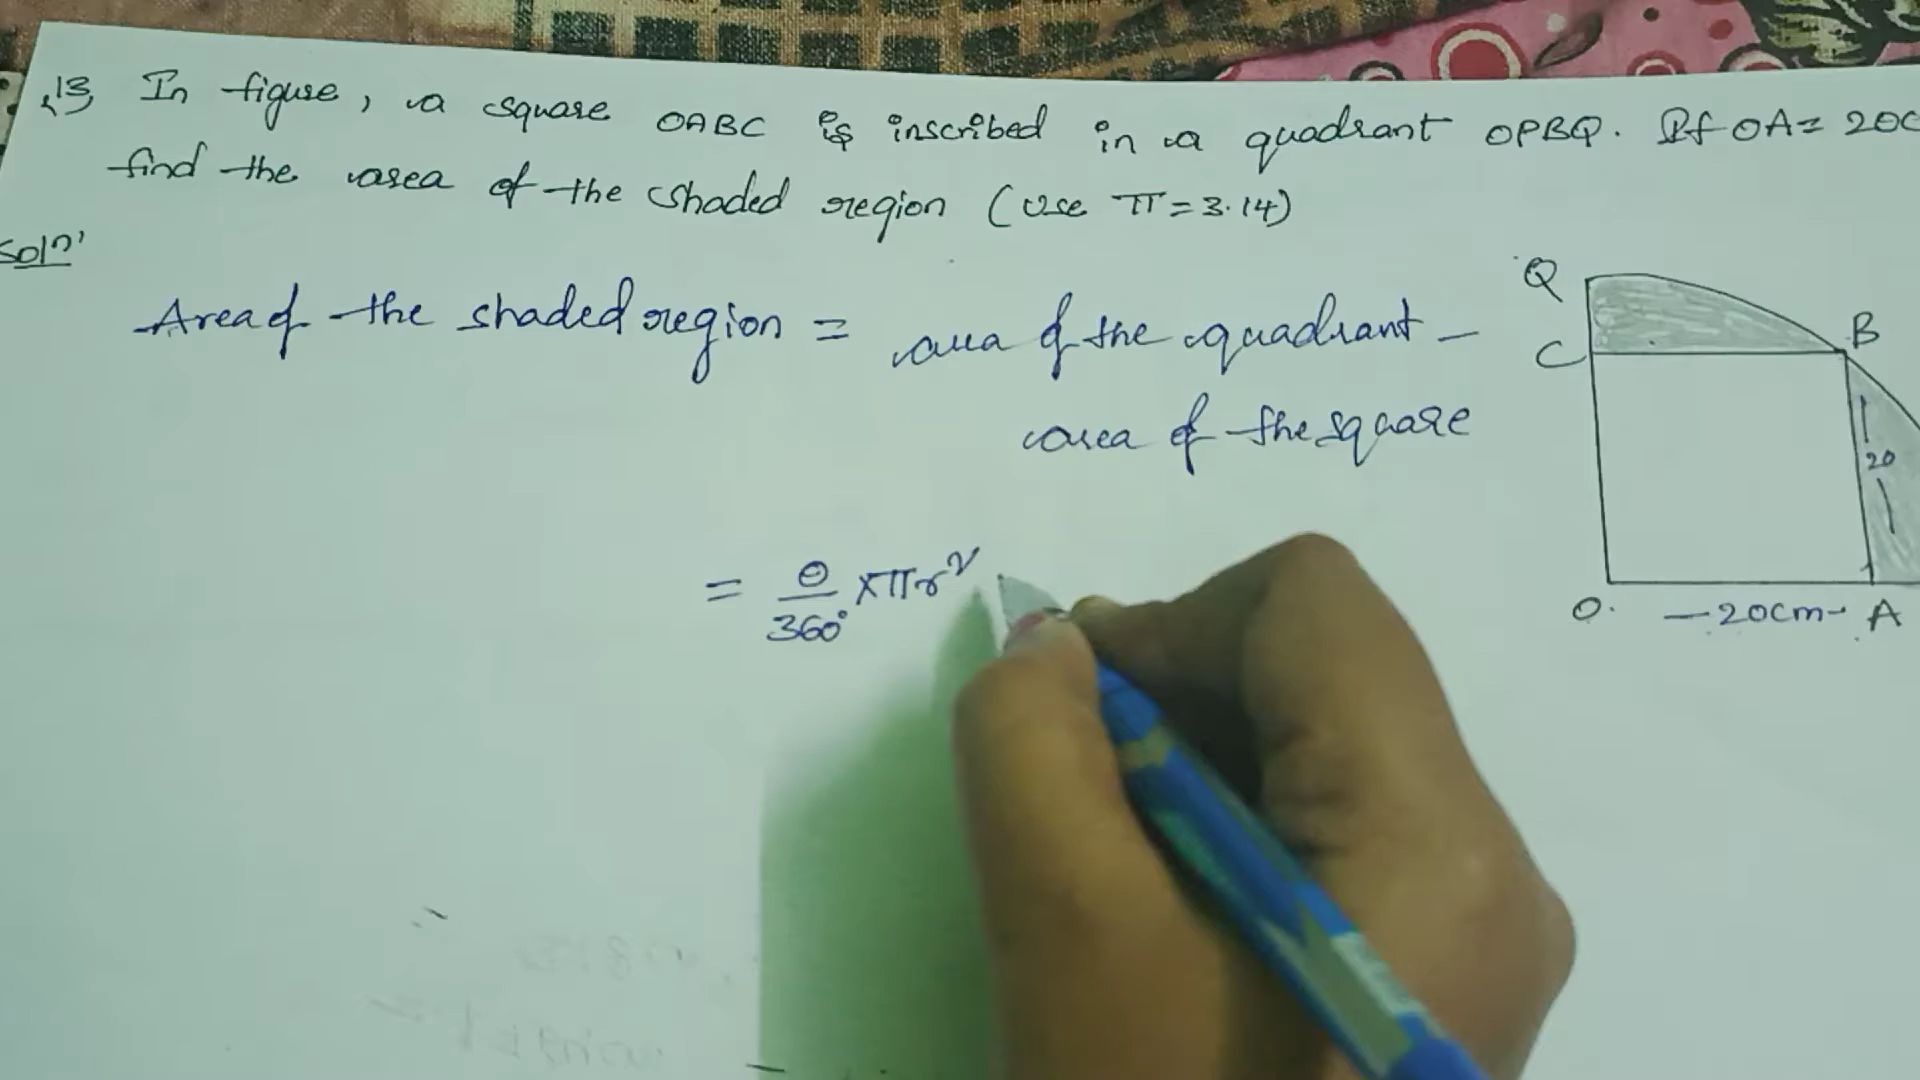 13, In figure, a square OABC is inscribed in a quadrant OPBQ. If OA = 20c
find the area of the shaded region (Use π = 3.14)
Soln'
Area of the shaded region = area of the quadrant -
area of the square
= θ/360° × πr²
Q
B
C
20
O. -20cm- A